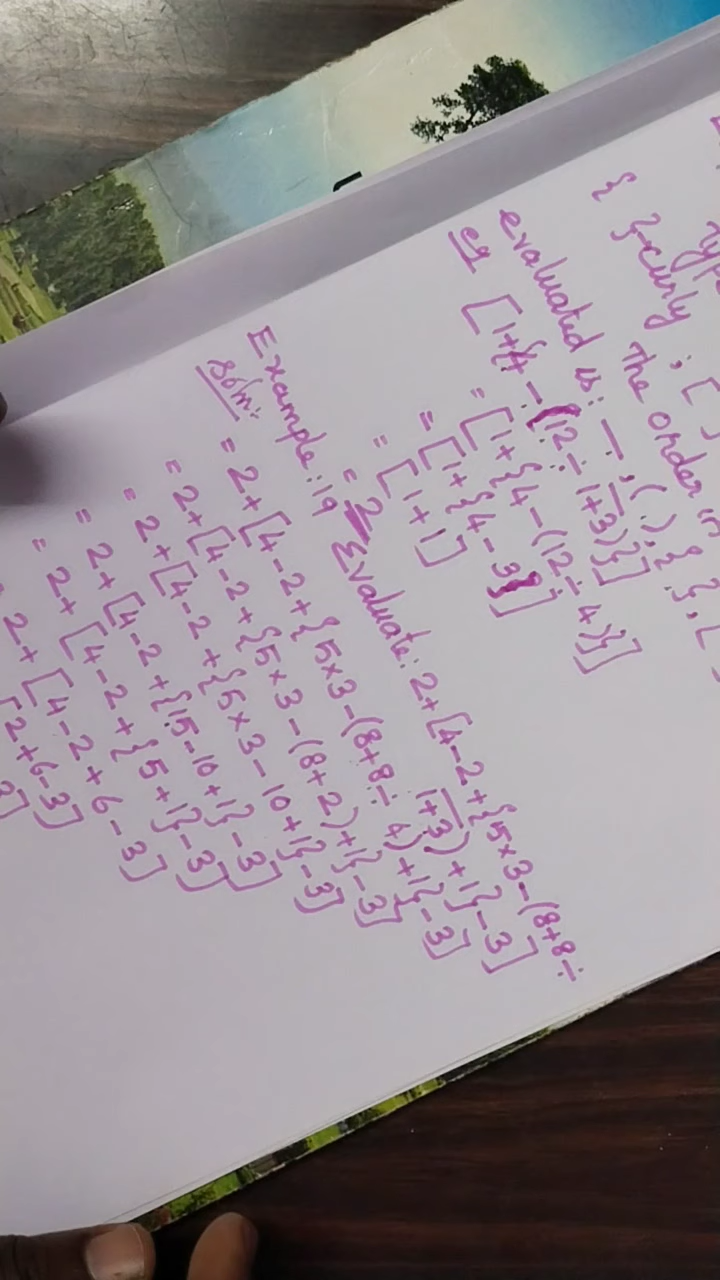 { } curly ; [ ]
The order in
evaluated is: —, ( ), { }, [
eg [1+{4 - (12 ÷ 1+3)}]
= [1+{4-(12÷4)}]
= [1+{4-3}]
= [1+1]
= 2
Example: 19 Evaluate: 2+[4-2+{5×3-(8+8÷
1+3)+1}-3]
Soln:
= 2+[4-2+{5×3-(8+8÷4)+1}-3]
= 2+[4-2+{5×3-(8+2)+1}-3]
= 2+[4-2+{5×3-10+1}-3]
= 2+[4-2+{15-10+1}-3]
= 2+[4-2+{5+1}-3]
= 2+[4-2+6-3]
[2+6-3]